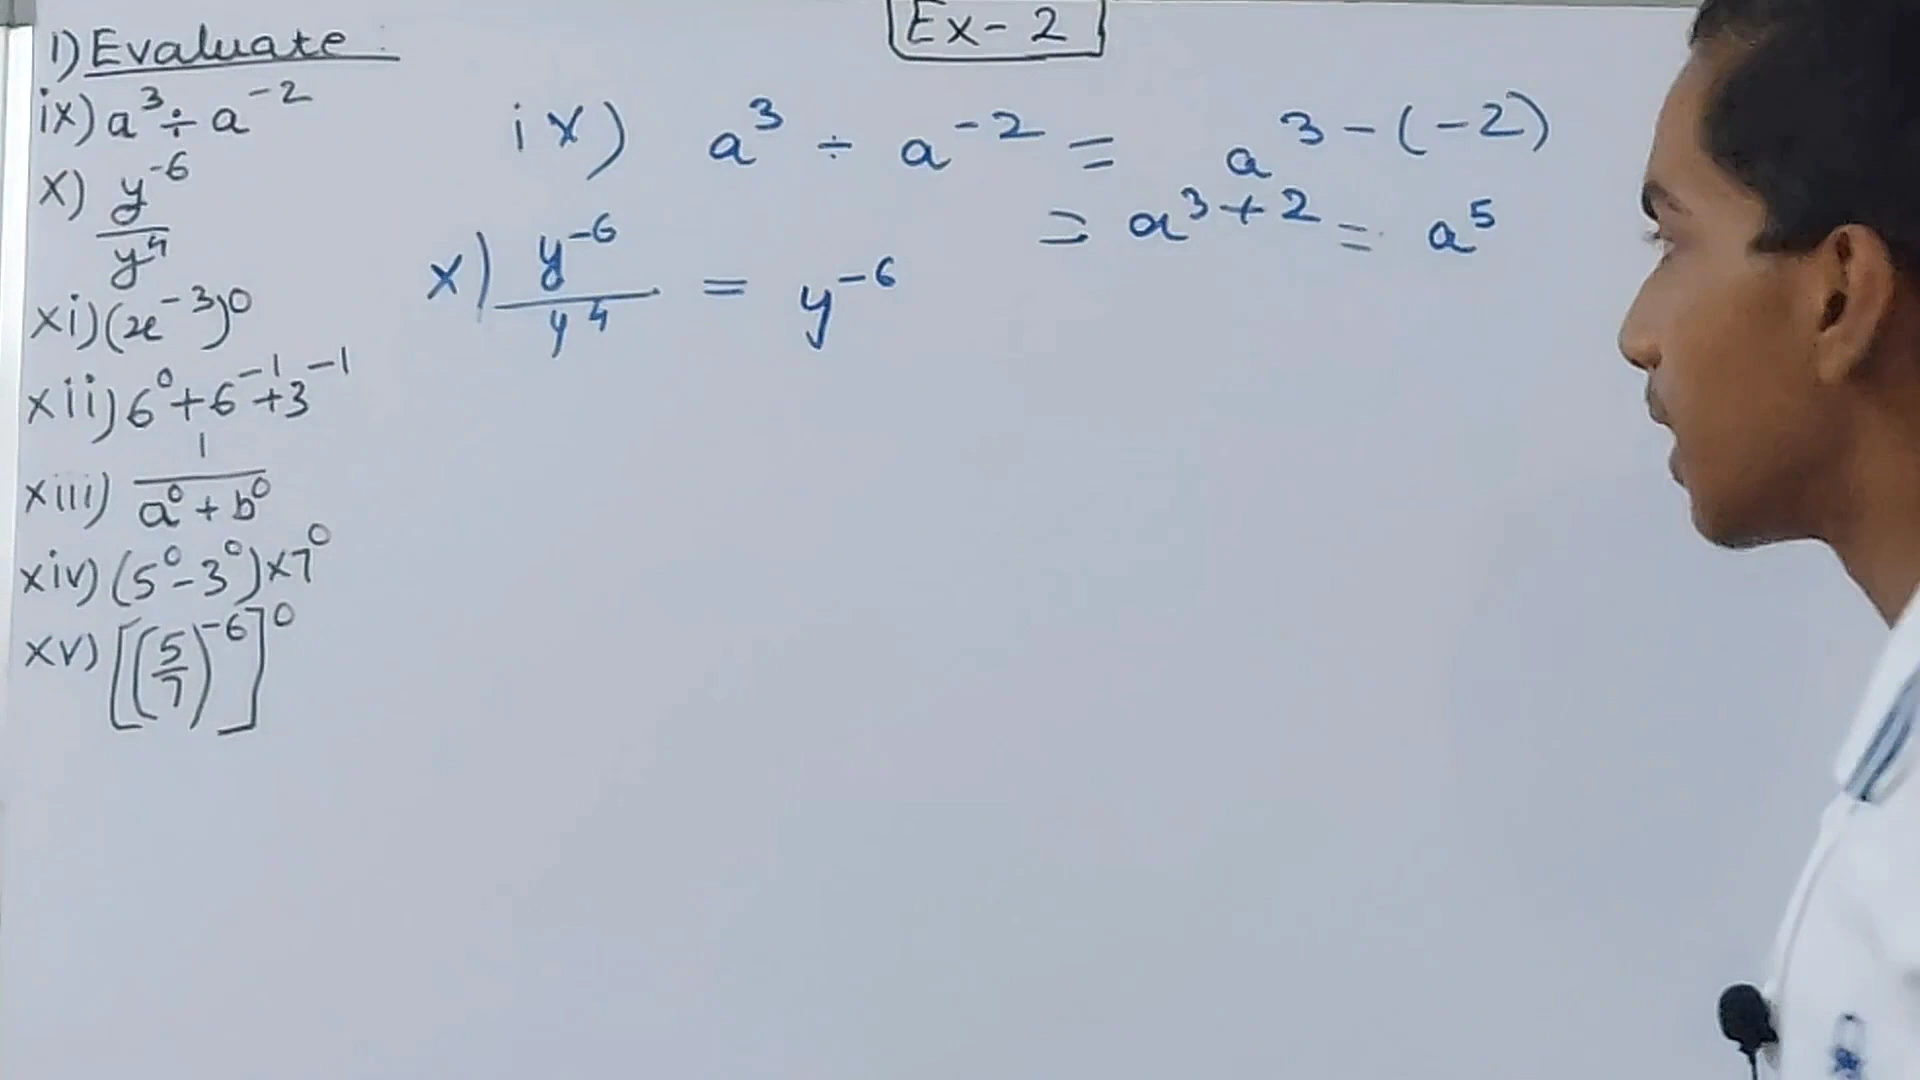 Ex-2
1) Evaluate :
ix) a³ ÷ a⁻²
x) y⁻⁶ / y⁴
xi) (x⁻³)⁰
xii) 6⁰ + 6⁻¹ + 3⁻¹
xiii) 1 / a⁰ + b⁰
xiv) (5⁰ - 3⁰) × 7⁰
xv) [(5/7)⁻⁶]⁰
ix) a³ ÷ a⁻² = a³⁻⁽⁻²⁾
= a³⁺² = a⁵
x) y⁻⁶ / y⁴ = y⁻⁶